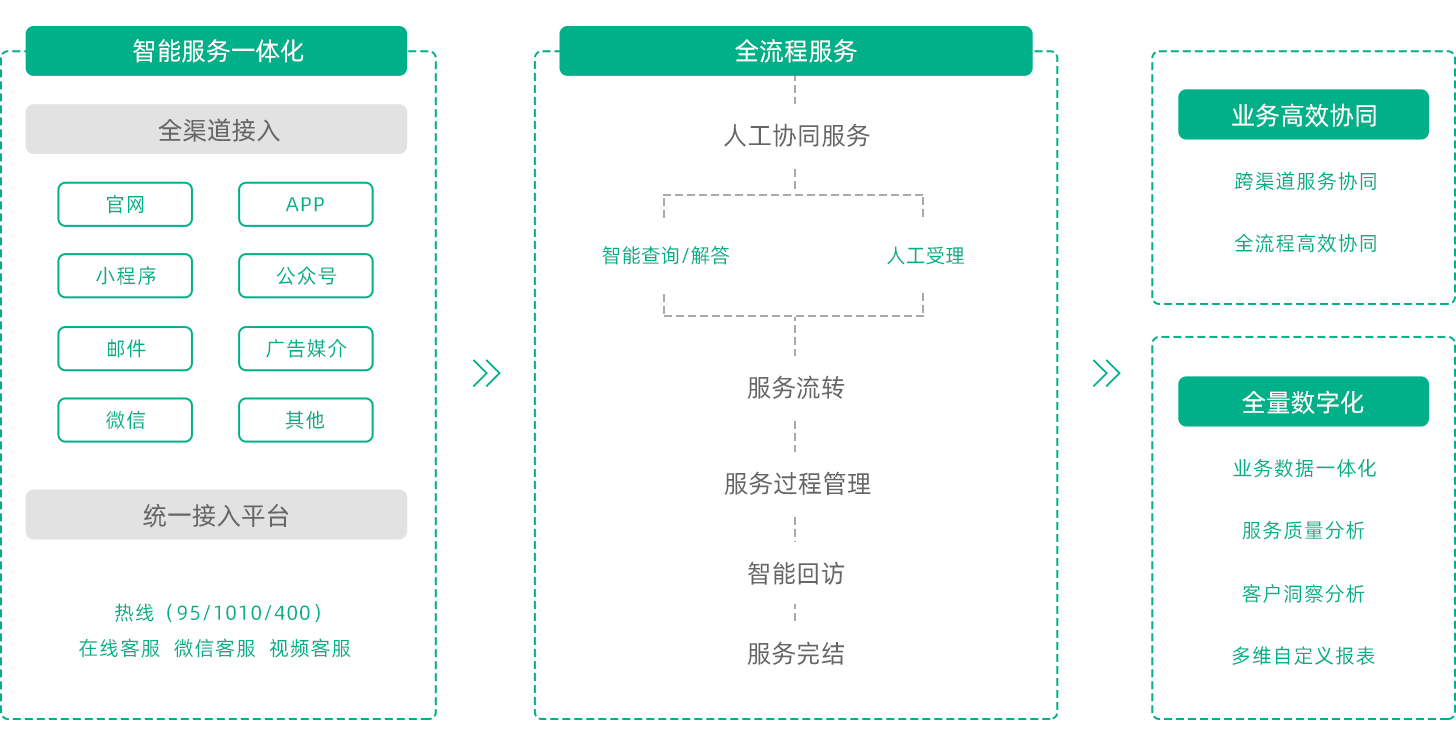 智能服务一体化
全渠道接入
官网
APP
小程序
公众号
邮件
广告媒介
微信
其他
统一接入平台
热线（95/1010/400）
在线客服 微信客服 视频客服
全流程服务
人工协同服务
智能查询/解答
人工受理
服务流转
服务过程管理
智能回访
服务完结
业务高效协同
跨渠道服务协同
全流程高效协同
全量数字化
业务数据一体化
服务质量分析
客户洞察分析
多维自定义报表